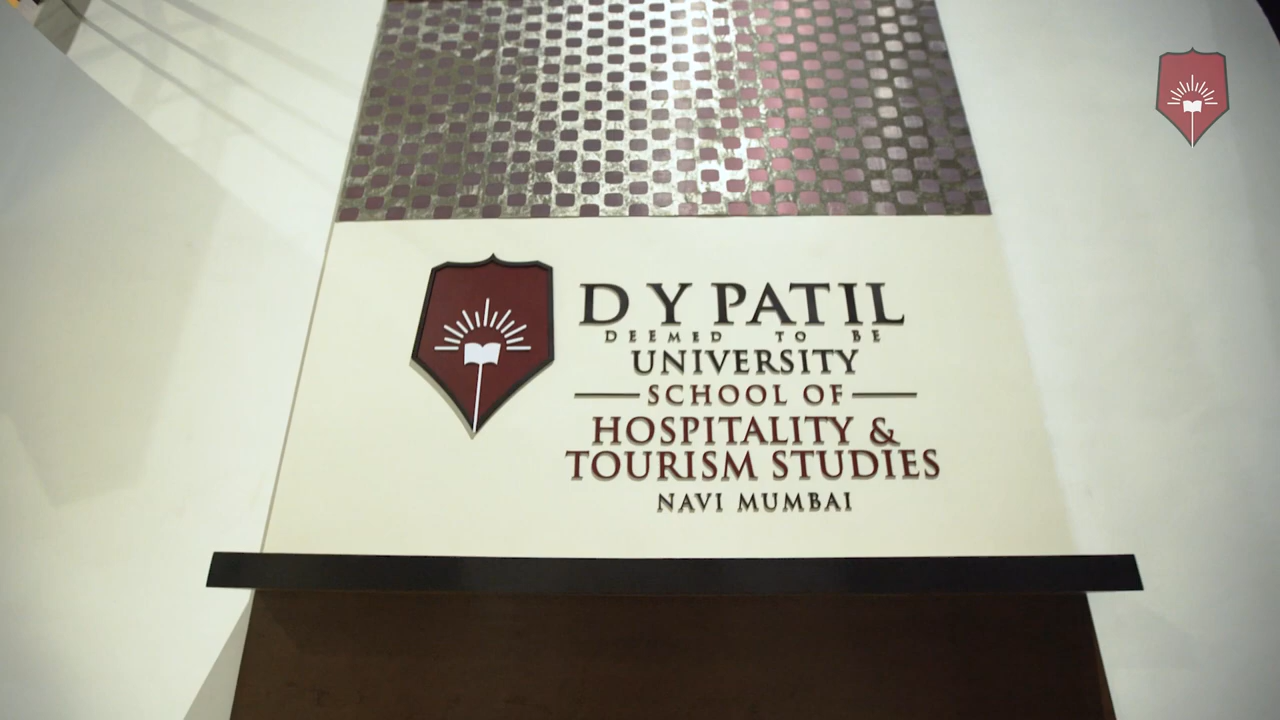 D Y PATIL
DEEMED TO BE
UNIVERSITY
SCHOOL OF
HOSPITALITY &
TOURISM STUDIES
NAVI MUMBAI